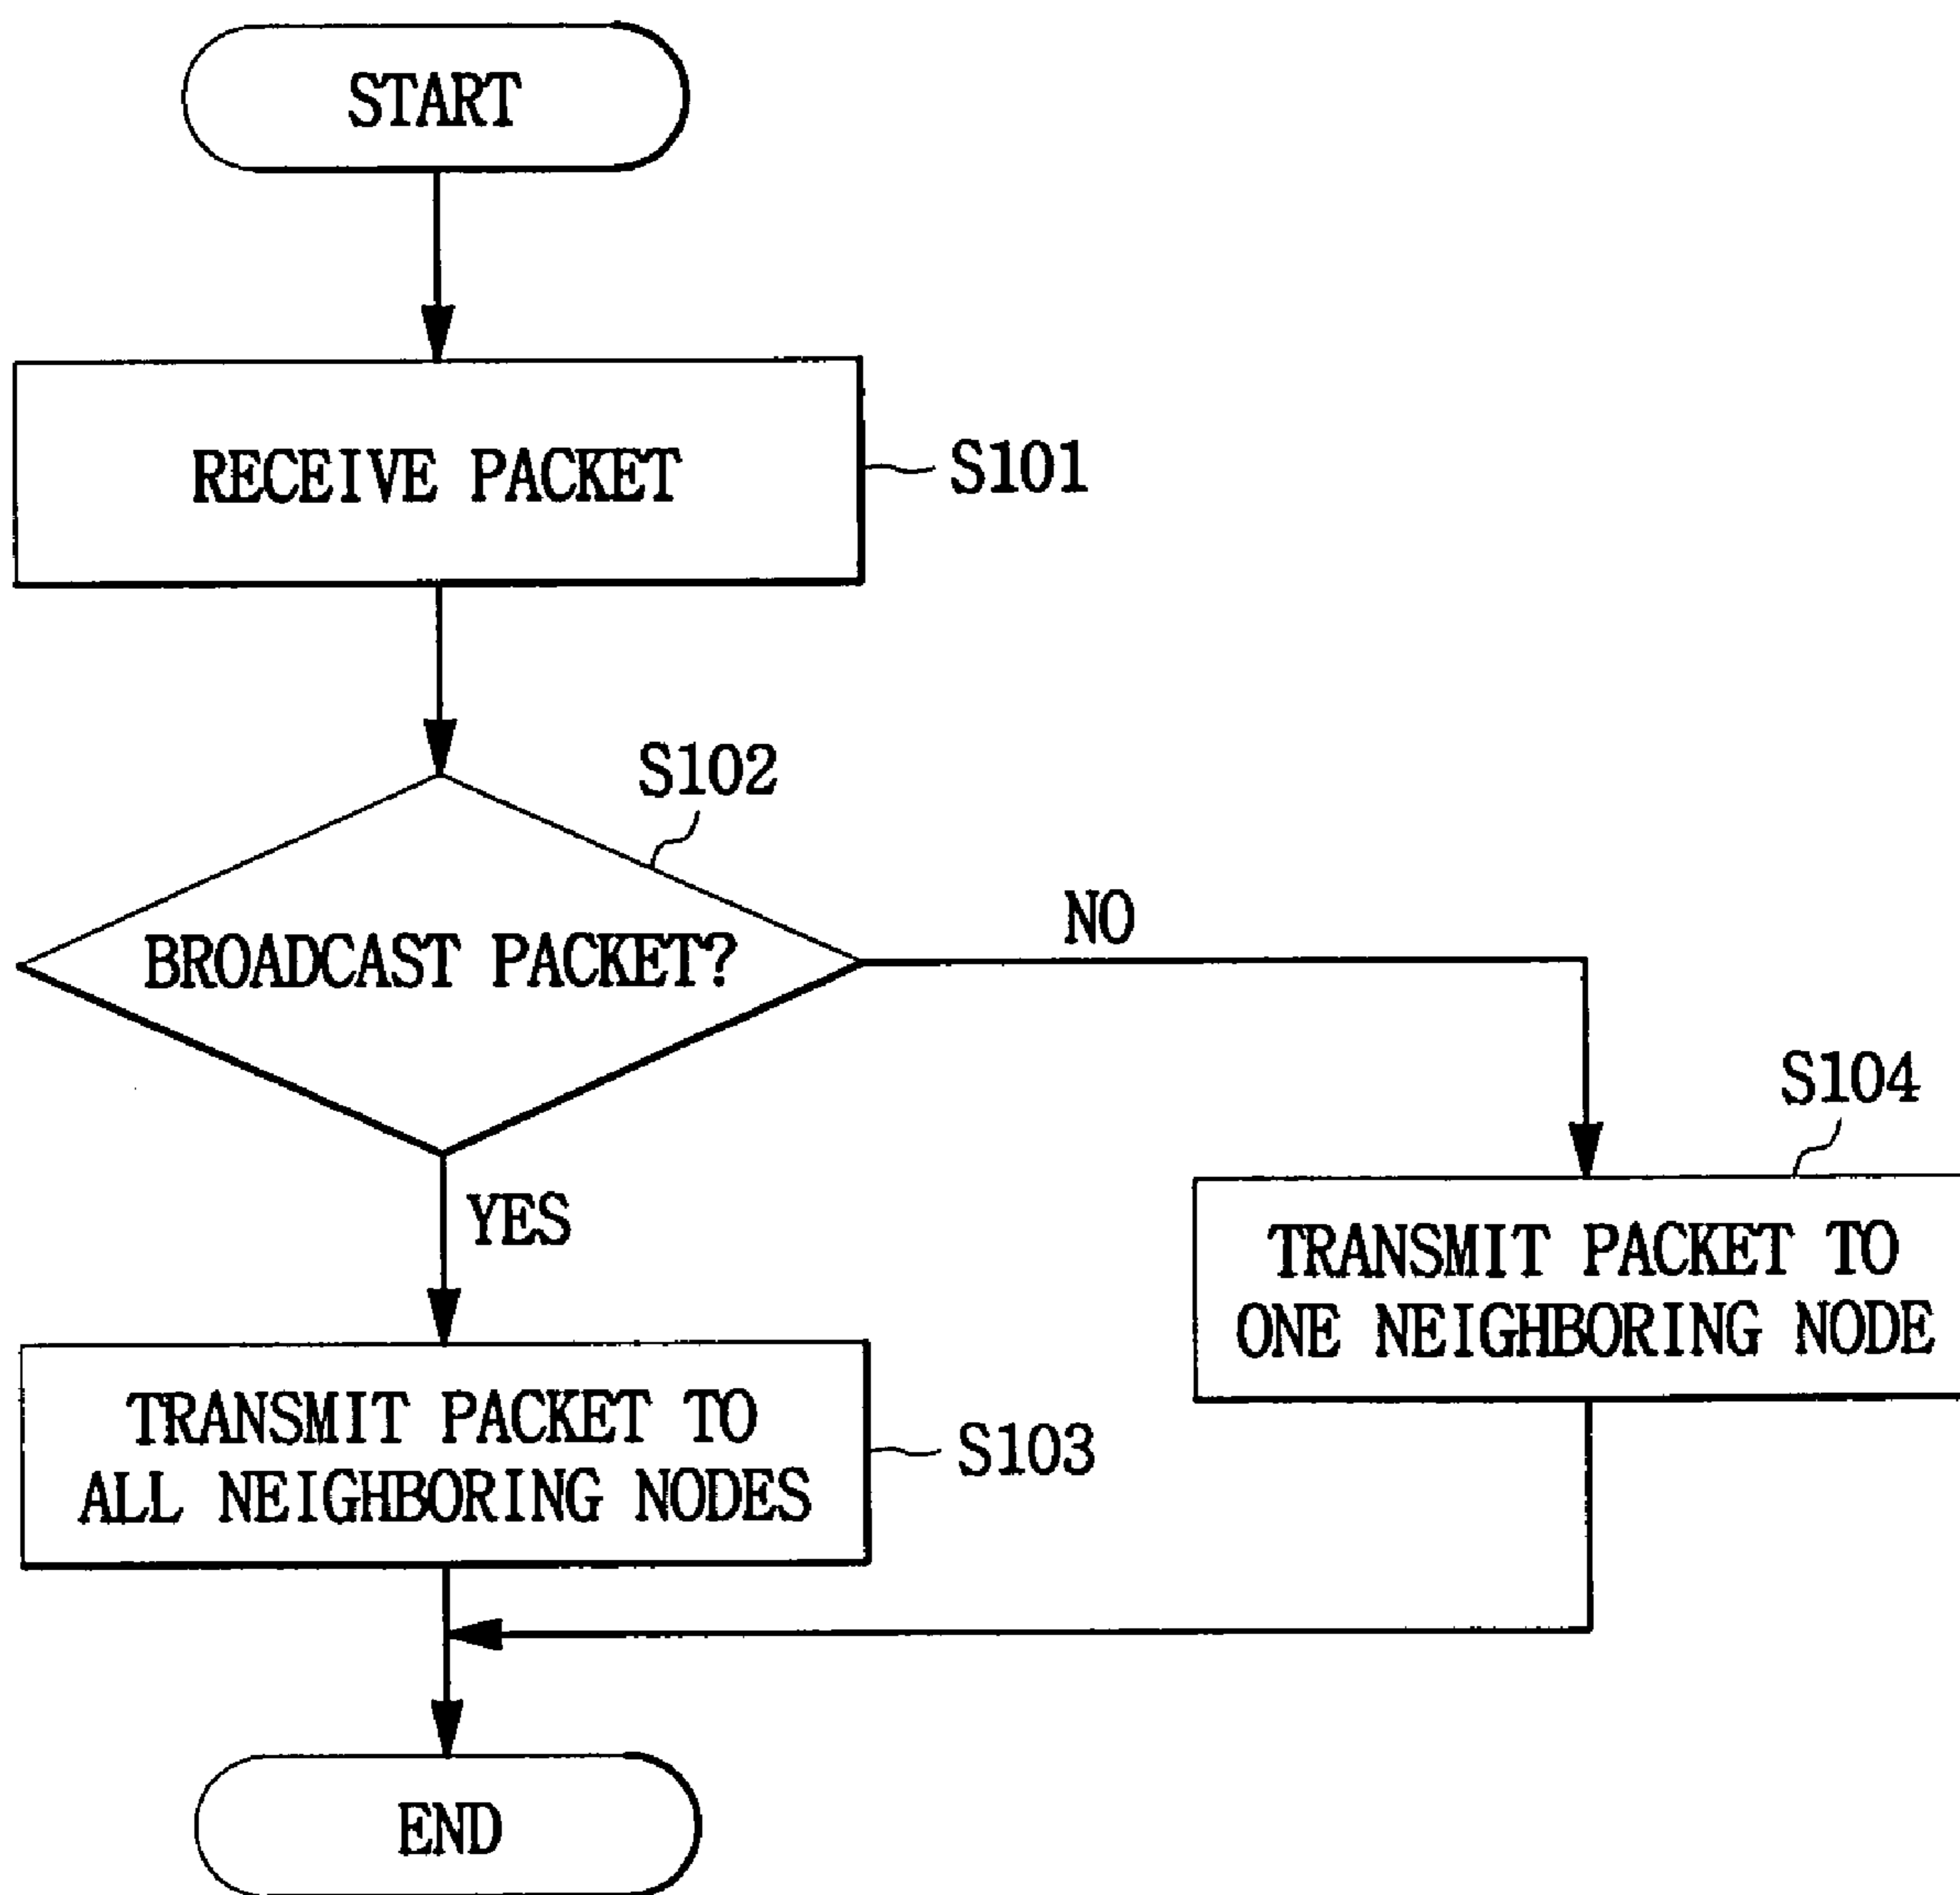 START
RECEIVE PACKET
S101
S102
BROADCAST PACKET?
NO
YES
S104
TRANSMIT PACKET TO
ONE NEIGHBORING NODE
TRANSMIT PACKET TO
ALL NEIGHBORING NODES
S103
END